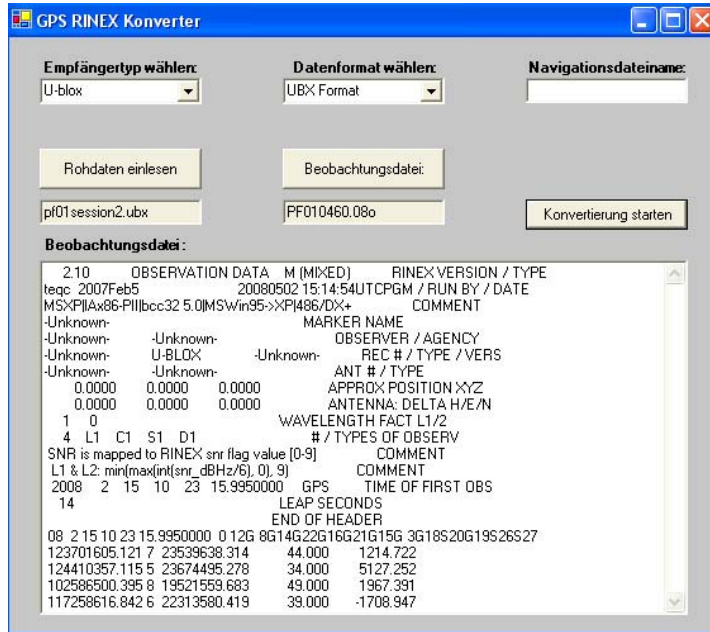 GPS RINEX Konverter
Empfängertyp wählen: Datenformat wählen: Navigationsdateiname:
U-blox UBX Format
Rohdaten einlesen Beobachtungsdatei:
pf01session2.ubx PF010460.08o Konvertierung starten
Beobachtungsdatei:
2.10 OBSERVATION DATA M (MIXED) RINEX VERSION / TYPE
teqc 2007Feb5 20080502 15:14:54UTCPGM / RUN BY / DATE
MSXP|IAx86-PII|bcc32 5.0|MSWin95->XP|486/DX+ COMMENT
-Unknown- MARKER NAME
-Unknown- -Unknown- OBSERVER / AGENCY
-Unknown- U-BLOX -Unknown- REC # / TYPE / VERS
-Unknown- -Unknown- ANT # / TYPE
0.0000 0.0000 0.0000 APPROX POSITION XYZ
0.0000 0.0000 0.0000 ANTENNA: DELTA H/E/N
1 0 WAVELENGTH FACT L1/2
4 L1 C1 S1 D1 # / TYPES OF OBSERV
SNR is mapped to RINEX snr flag value [0-9] COMMENT
L1 & L2: min(max(int(snr_dBHz/6), 0), 9) COMMENT
2008 2 15 10 23 15.9950000 GPS TIME OF FIRST OBS
14 LEAP SECONDS
END OF HEADER
08 2 15 10 23 15.9950000 0 12G 8G14G22G16G21G15G 3G18S20G19S26S27
123701605.121 7 23539638.314 44.000 1214.722
124410357.115 5 23674495.278 34.000 5127.252
102586500.395 8 19521559.683 49.000 1967.391
117258616.842 6 22313580.419 39.000 -1708.947